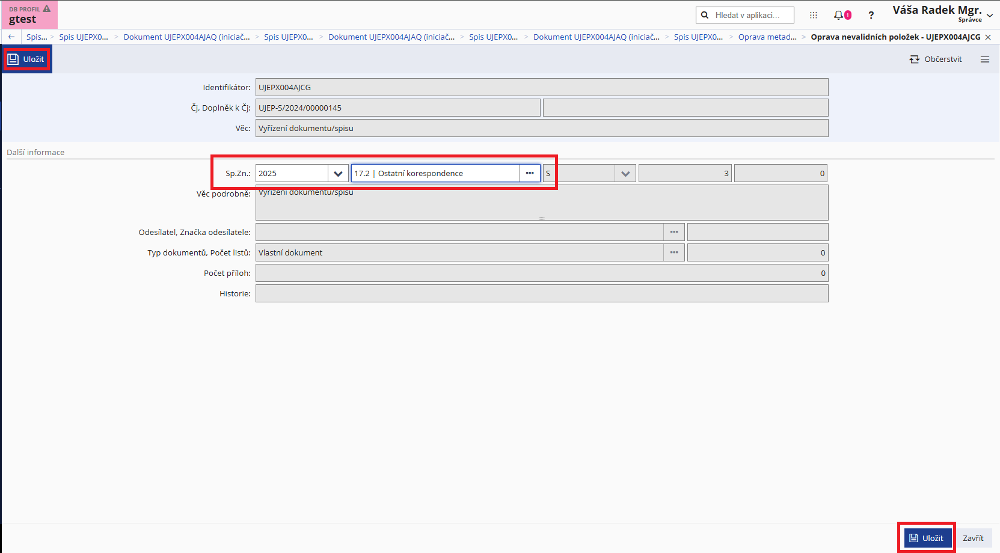 DB PROFIL
gtest
Hledat v aplikaci...
1
?
Váša Radek Mgr.
Správce
Spis... > Spis UJEPX0... > Dokument UJEPX004AJAQ (iniciač... > Spis UJEPX0... > Dokument UJEPX004AJAQ (iniciač... > Spis UJEPX0... > Dokument UJEPX004AJAQ (iniciač... > Spis UJEPX0... > Oprava metad... > Oprava nevalidních položek - UJEPX004AJCG
Uložit
Občerstvit
Identifikátor: UJEPX004AJCG
Čj, Doplněk k Čj: UJEP-S/2024/00000145
Věc: Vyřízení dokumentu/spisu
Další informace
Sp.Zn.: 2025 17.2 | Ostatní korespondence ... S 3 0
Věc podrobně: Vyřízení dokumentu/spisu
Odesílatel, Značka odesílatele: ...
Typ dokumentů, Počet listů: Vlastní dokument ... 0
Počet příloh: 0
Historie:
Uložit Zavřít